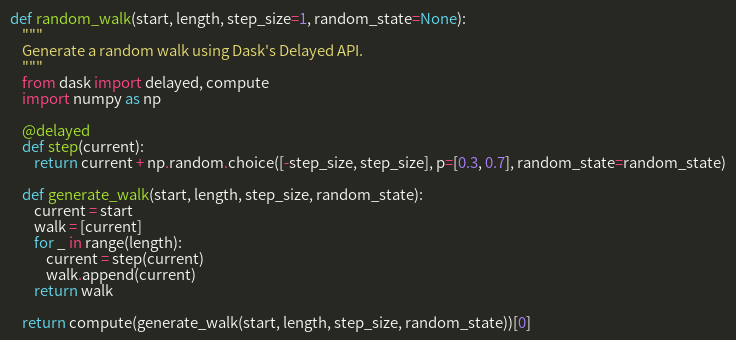 def random_walk(start, length, step_size=1, random_state=None):
    """
    Generate a random walk using Dask's Delayed API.
    """
    from dask import delayed, compute
    import numpy as np

    @delayed
    def step(current):
        return current + np.random.choice([-step_size, step_size], p=[0.3, 0.7], random_state=random_state)

    def generate_walk(start, length, step_size, random_state):
        current = start
        walk = [current]
        for _ in range(length):
            current = step(current)
            walk.append(current)
        return walk

    return compute(generate_walk(start, length, step_size, random_state))[0]